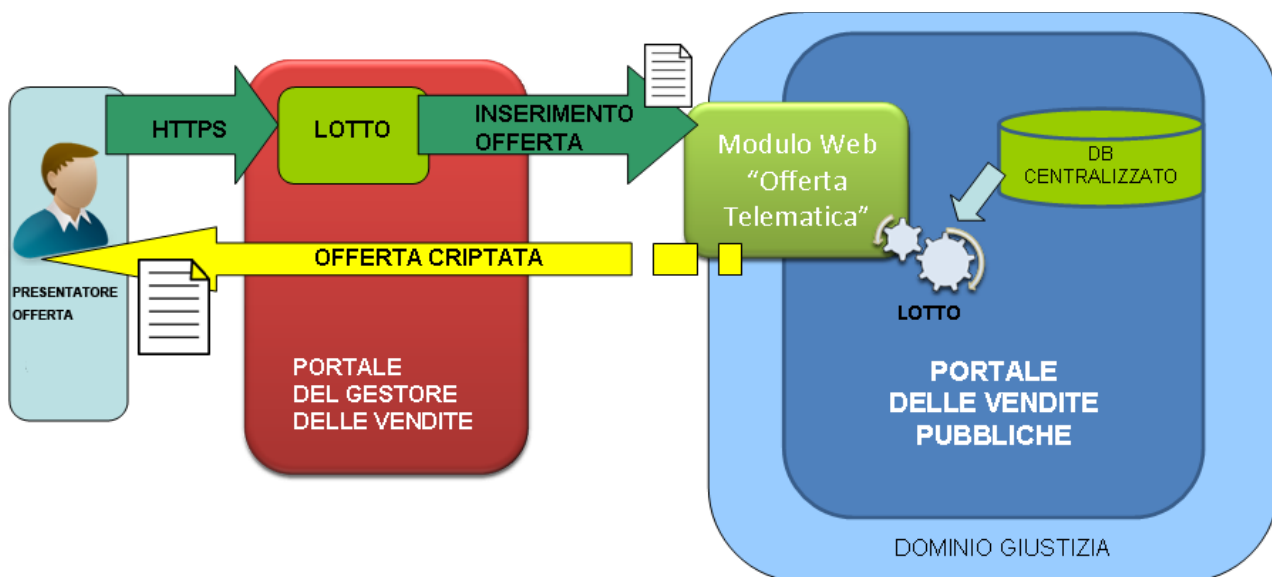 HTTPS
LOTTO
INSERIMENTO
OFFERTA
Modulo Web
“Offerta
Telematica”
DB
CENTRALIZZATO
OFFERTA CRIPTATA
PRESENTATORE
OFFERTA
LOTTO
PORTALE
DEL GESTORE
DELLE VENDITE
PORTALE
DELLE VENDITE
PUBBLICHE
DOMINIO GIUSTIZIA